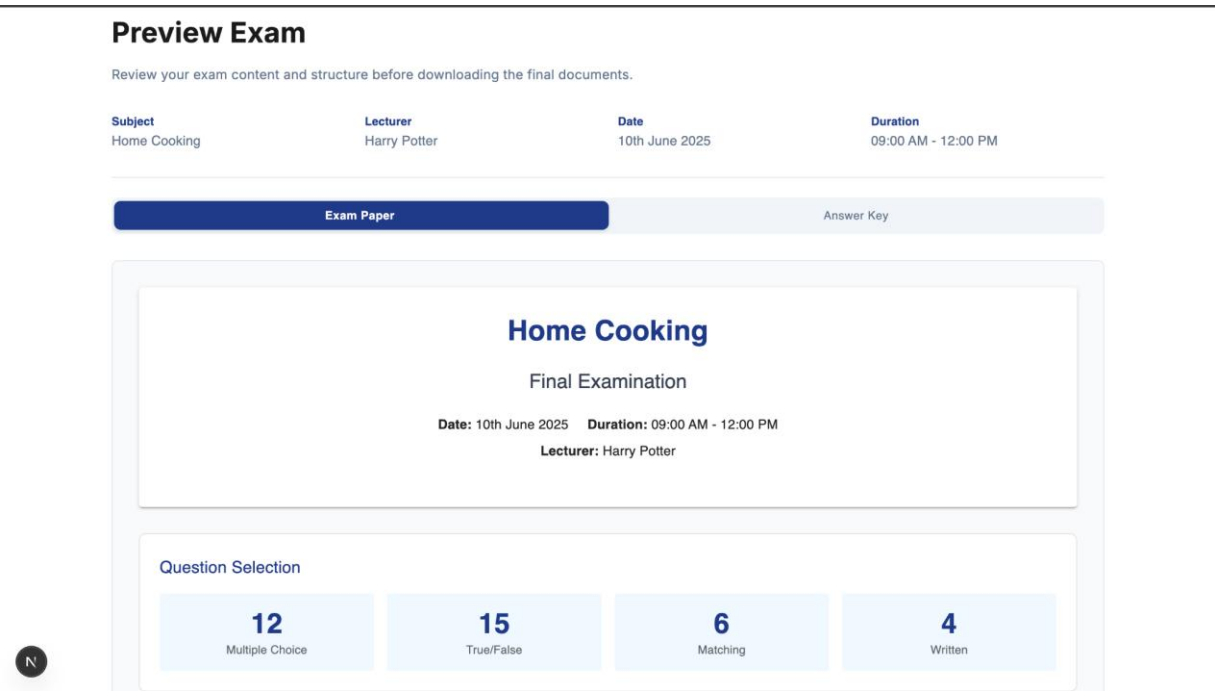 Preview Exam
Review your exam content and structure before downloading the final documents.
Subject Lecturer Date Duration
Home Cooking Harry Potter 10th June 2025 09:00 AM - 12:00 PM
Exam Paper Answer Key
Home Cooking
Final Examination
Date: 10th June 2025 Duration: 09:00 AM - 12:00 PM
Lecturer: Harry Potter
Question Selection
12 15 6 4
Multiple Choice True/False Matching Written
N